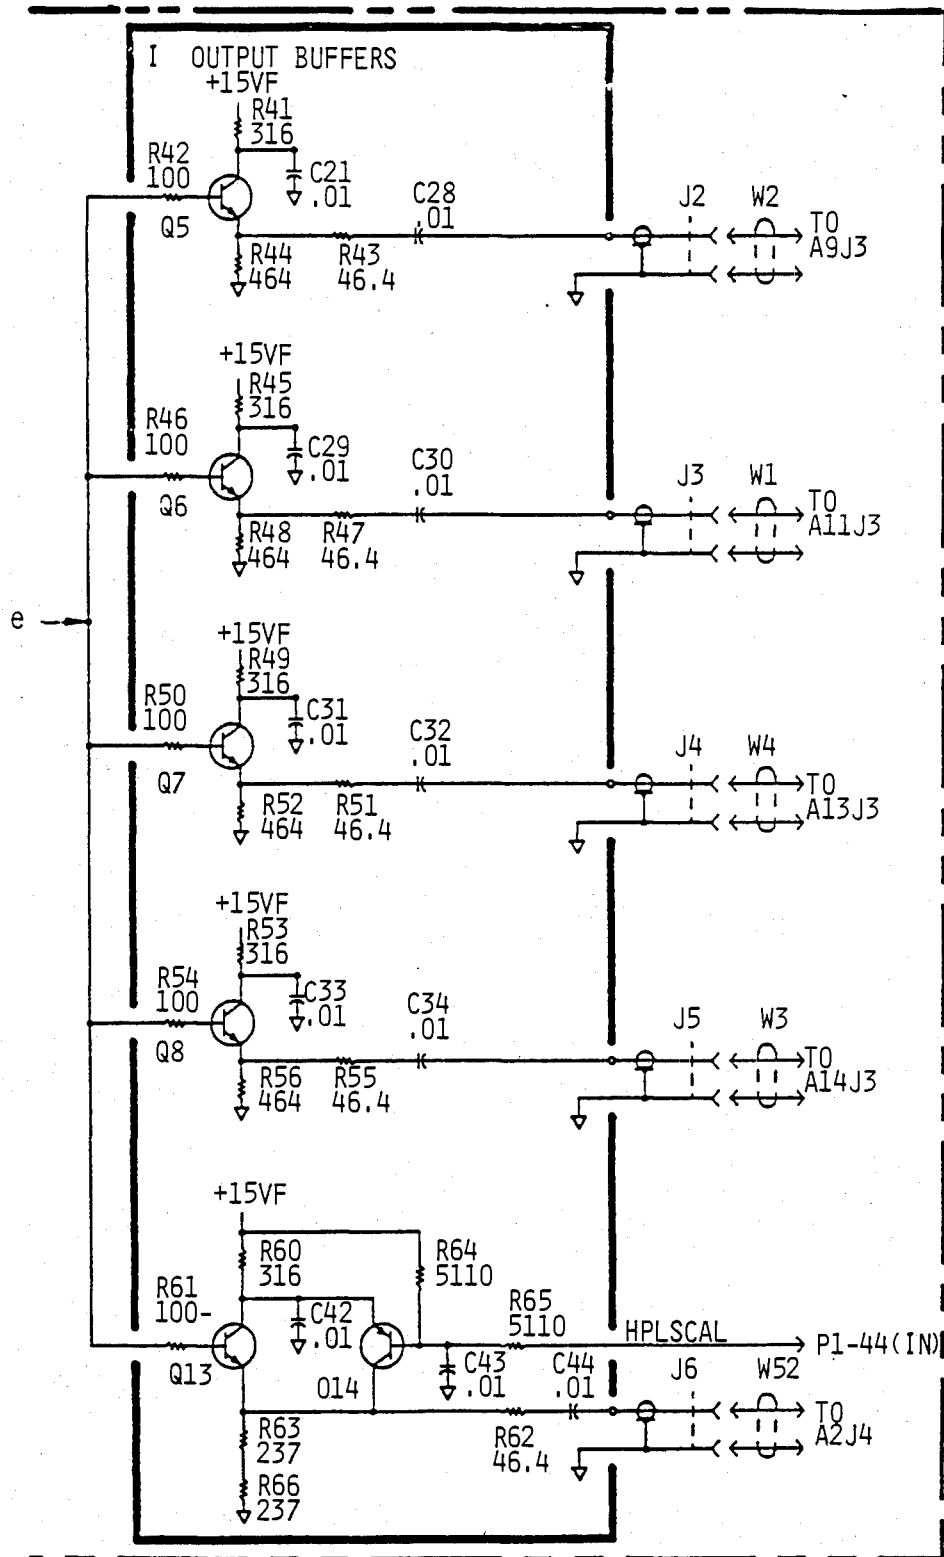 I OUTPUT BUFFERS
+15VF
R41
316
R42
100
Q5
C21
.01
C28
.01
R44
464
R43
46.4
J2
W2
TO
A9J3
+15VF
R45
316
R46
100
Q6
C29
.01
C30
.01
R48
464
R47
46.4
J3
W1
TO
A11J3
e
+15VF
R49
316
R50
100
Q7
C31
.01
C32
.01
R52
464
R51
46.4
J4
W4
TO
A13J3
+15VF
R53
316
R54
100
Q8
C33
.01
C34
.01
R56
464
R55
46.4
J5
W3
TO
A14J3
+15VF
R60
316
R64
5110
R61
100-
Q13
C42
.01
R65
5110
HPLSCAL
P1-44(IN)
O14
C43
.01
C44
.01
J6
W52
TO
A2J4
R63
237
R62
46.4
R66
237